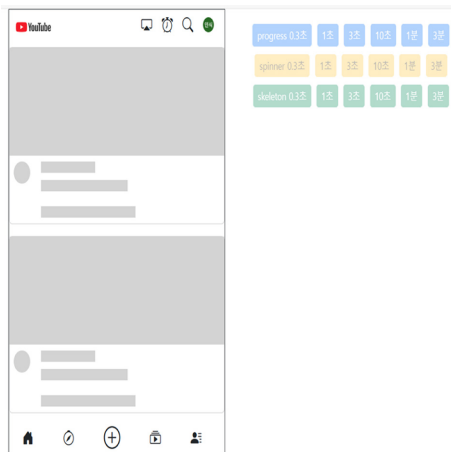 YouTube
progress 0.3초 1초 3초 10초 1분 3분
spinner 0.3초 1초 3초 10초 1분 3분
skeleton 0.3초 1초 3초 10초 1분 3분